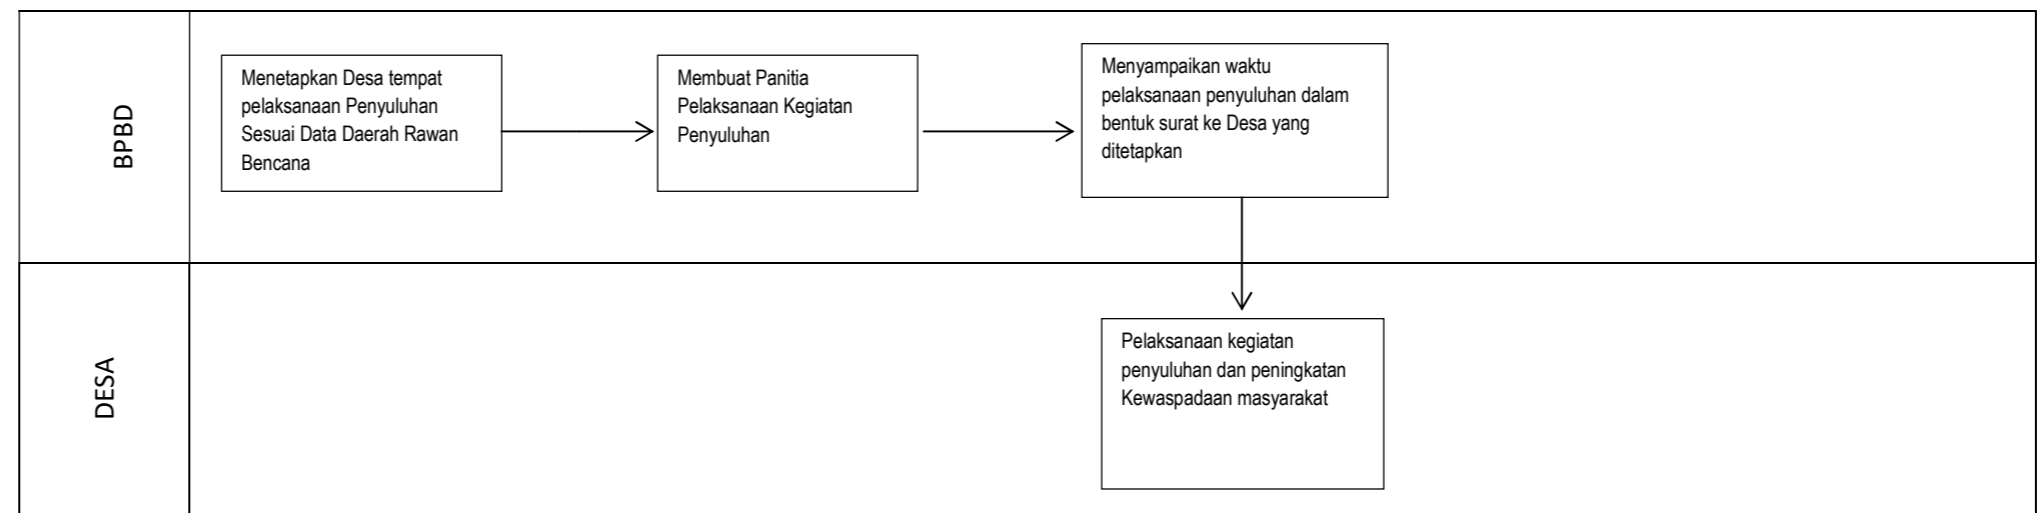 BPBD
Menetapkan Desa tempat
pelaksanaan Penyuluhan
Sesuai Data Daerah Rawan
Bencana
Membuat Panitia
Pelaksanaan Kegiatan
Penyuluhan
Menyampaikan waktu
pelaksanaan penyuluhan dalam
bentuk surat ke Desa yang
ditetapkan
DESA
Pelaksanaan kegiatan
penyuluhan dan peningkatan
Kewaspadaan masyarakat